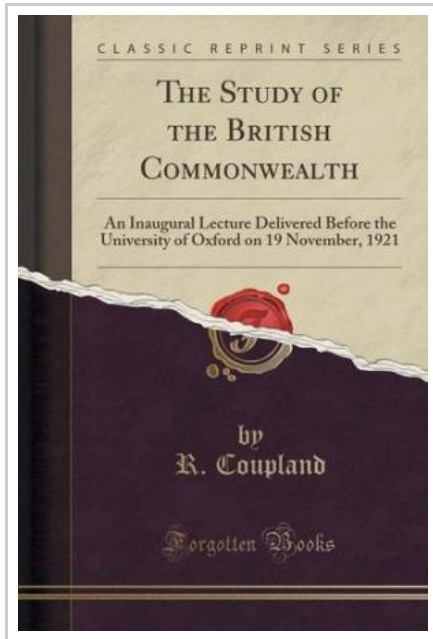 CLASSIC REPRINT SERIES
THE STUDY OF
THE BRITISH
COMMONWEALTH
An Inaugural Lecture Delivered Before the
University of Oxford on 19 November, 1921
by
R. Coupland
Forgotten Books